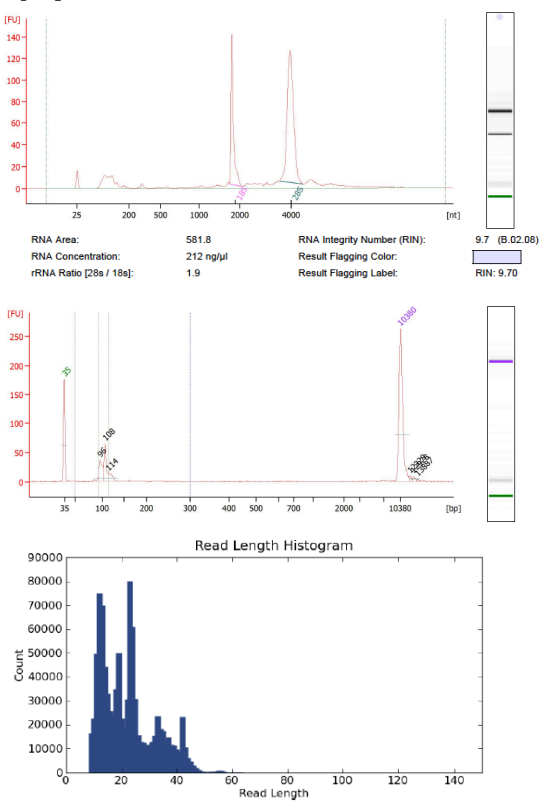 [FU]
140
120
100
80
60
40
20
0
18S
28S
25 200 500 1000 2000 4000 [nt]
RNA Area: 581.8 RNA Integrity Number (RIN): 9.7 (B.02.08)
RNA Concentration: 212 ng/µl Result Flagging Color:
rRNA Ratio [28s / 18s]: 1.9 Result Flagging Label: RIN: 9.70
[FU]
250
200
150
100
50
0
35
96
108
114
10380
35 100 200 300 400 500 700 2000 10380 [bp]
Read Length Histogram
90000
80000
70000
60000
50000
40000
30000
20000
10000
0
Count
0 20 40 60 80 100 120 140
Read Length